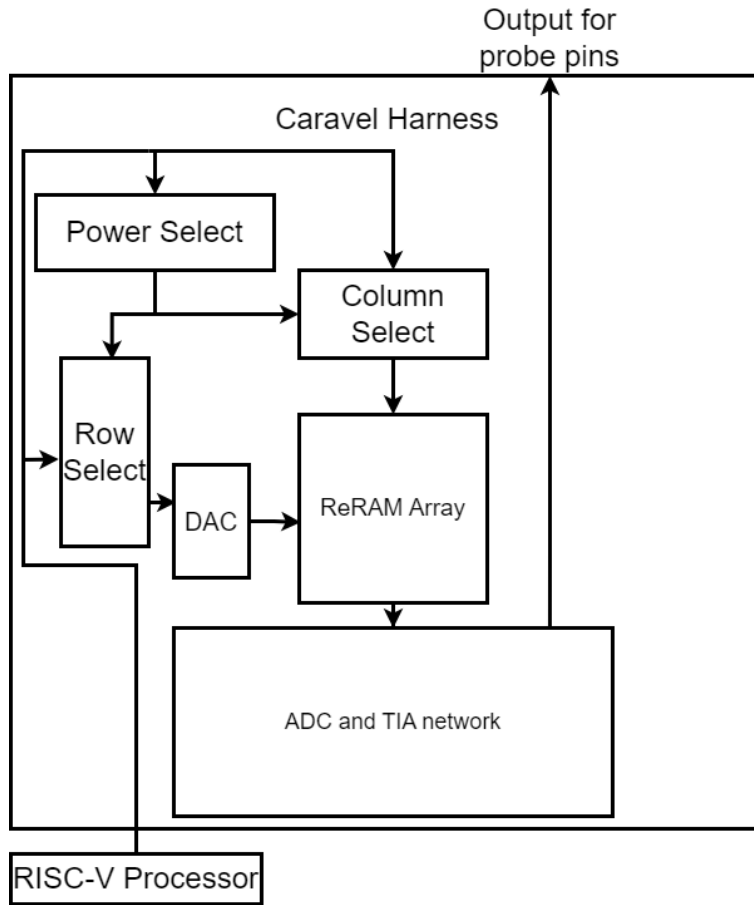 Output for
probe pins
Caravel Harness
Power Select
Column
Select
Row
Select
DAC
ReRAM Array
ADC and TIA network
RISC-V Processor